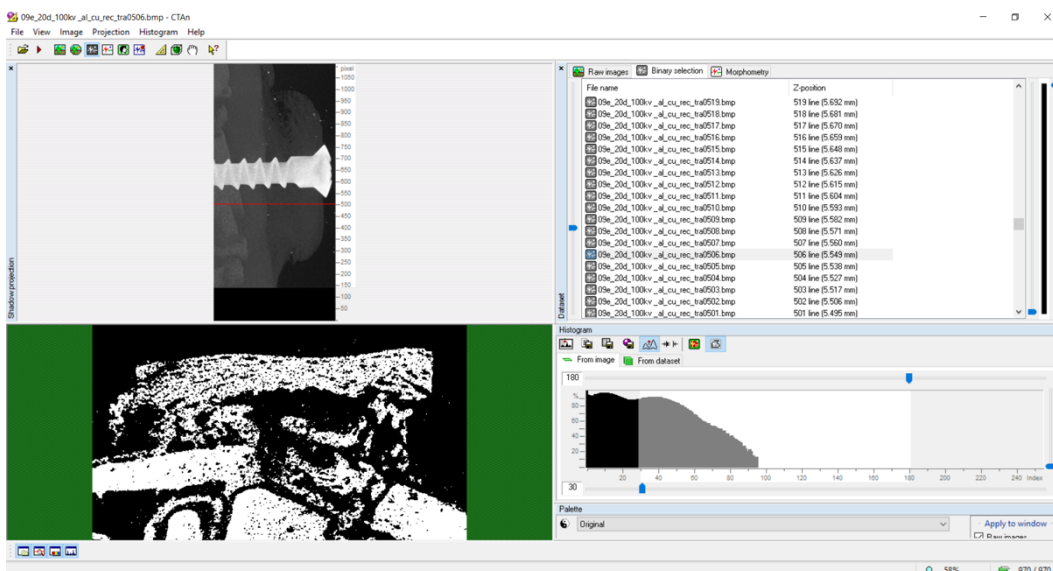 09e_20d_100kv _al_cu_rec_tra0506.bmp - CTAn
File View Image Projection Histogram Help
pixel
1050
1000
950
900
850
800
750
700
650
600
550
500
450
400
350
300
250
200
150
100
50
Shadow projection
Raw images Binary selection Morphometry
File name Z-position
09e_20d_100kv _al_cu_rec_tra0519.bmp 519 line (5.692 mm)
09e_20d_100kv _al_cu_rec_tra0518.bmp 518 line (5.681 mm)
09e_20d_100kv _al_cu_rec_tra0517.bmp 517 line (5.670 mm)
09e_20d_100kv _al_cu_rec_tra0516.bmp 516 line (5.659 mm)
09e_20d_100kv _al_cu_rec_tra0515.bmp 515 line (5.648 mm)
09e_20d_100kv _al_cu_rec_tra0514.bmp 514 line (5.637 mm)
09e_20d_100kv _al_cu_rec_tra0513.bmp 513 line (5.626 mm)
09e_20d_100kv _al_cu_rec_tra0512.bmp 512 line (5.615 mm)
09e_20d_100kv _al_cu_rec_tra0511.bmp 511 line (5.604 mm)
09e_20d_100kv _al_cu_rec_tra0510.bmp 510 line (5.593 mm)
09e_20d_100kv _al_cu_rec_tra0509.bmp 509 line (5.582 mm)
09e_20d_100kv _al_cu_rec_tra0508.bmp 508 line (5.571 mm)
09e_20d_100kv _al_cu_rec_tra0507.bmp 507 line (5.560 mm)
09e_20d_100kv _al_cu_rec_tra0506.bmp 506 line (5.549 mm)
09e_20d_100kv _al_cu_rec_tra0505.bmp 505 line (5.538 mm)
09e_20d_100kv _al_cu_rec_tra0504.bmp 504 line (5.527 mm)
09e_20d_100kv _al_cu_rec_tra0503.bmp 503 line (5.517 mm)
09e_20d_100kv _al_cu_rec_tra0502.bmp 502 line (5.506 mm)
09e_20d_100kv _al_cu_rec_tra0501.bmp 501 line (5.495 mm)
Dataset
Histogram
From image From dataset
180
%
80
60
40
20
20 40 60 80 100 120 140 160 180 200 220 240 Index
30
Palette
Original
Apply to window
Raw images
58% 970 / 970